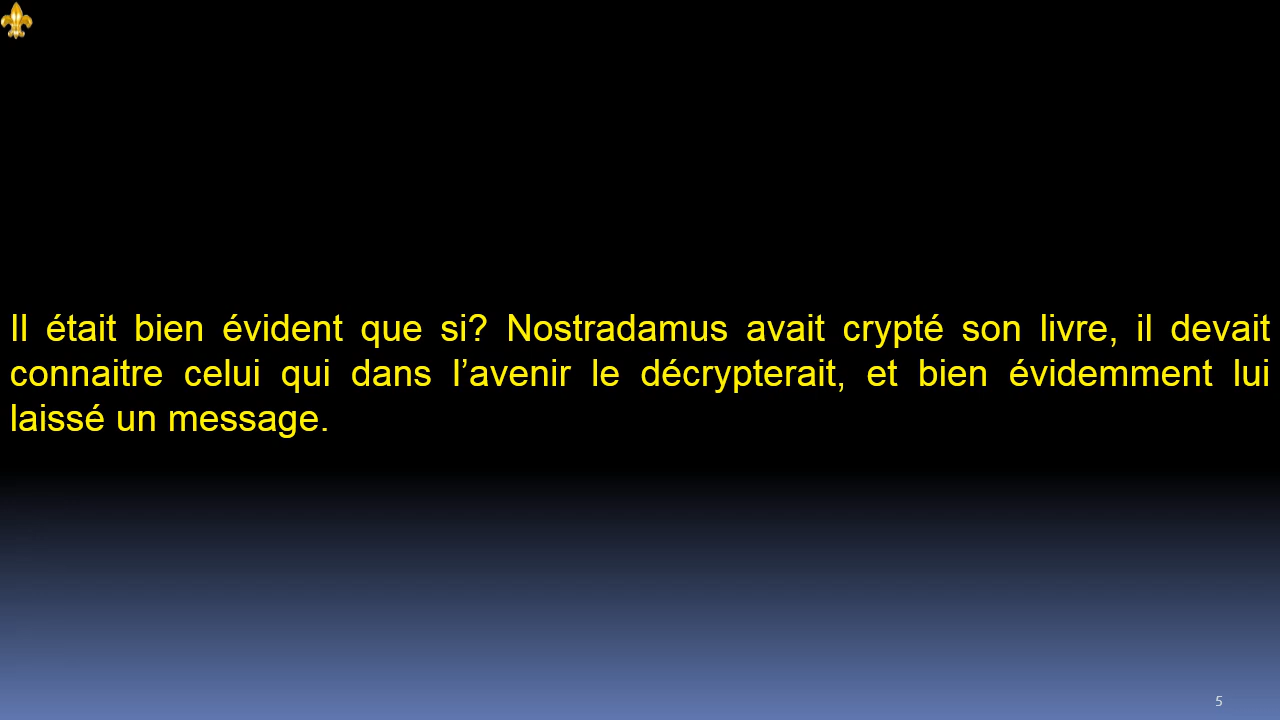 Il était bien évident que si? Nostradamus avait crypté son livre, il devait
connaitre celui qui dans l’avenir le décrypterait, et bien évidemment lui
laissé un message.
5